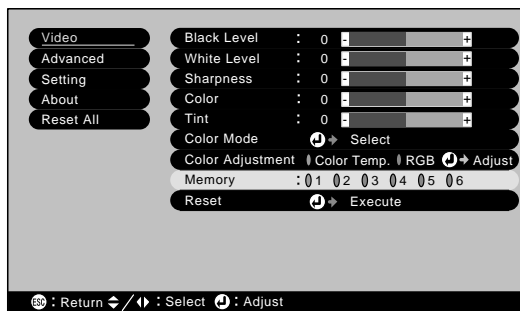 Video
Advanced
Setting
About
Reset All
Black Level : 0 - +
White Level : 0 - +
Sharpness : 0 - +
Color : 0 - +
Tint : 0 - +
Color Mode Select
Color Adjustment Color Temp. RGB Adjust
Memory : 1 2 3 4 5 6
Reset Execute
ESC : Return / : Select : Adjust